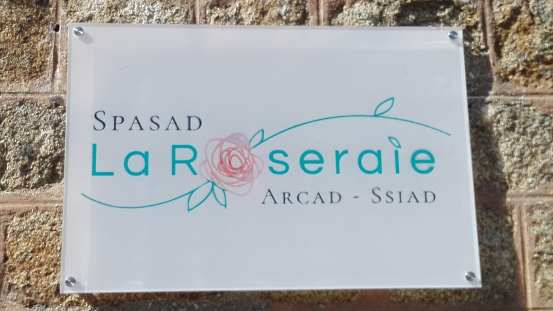 SPASAD
La Roseraie
ARCAD - SSIAD